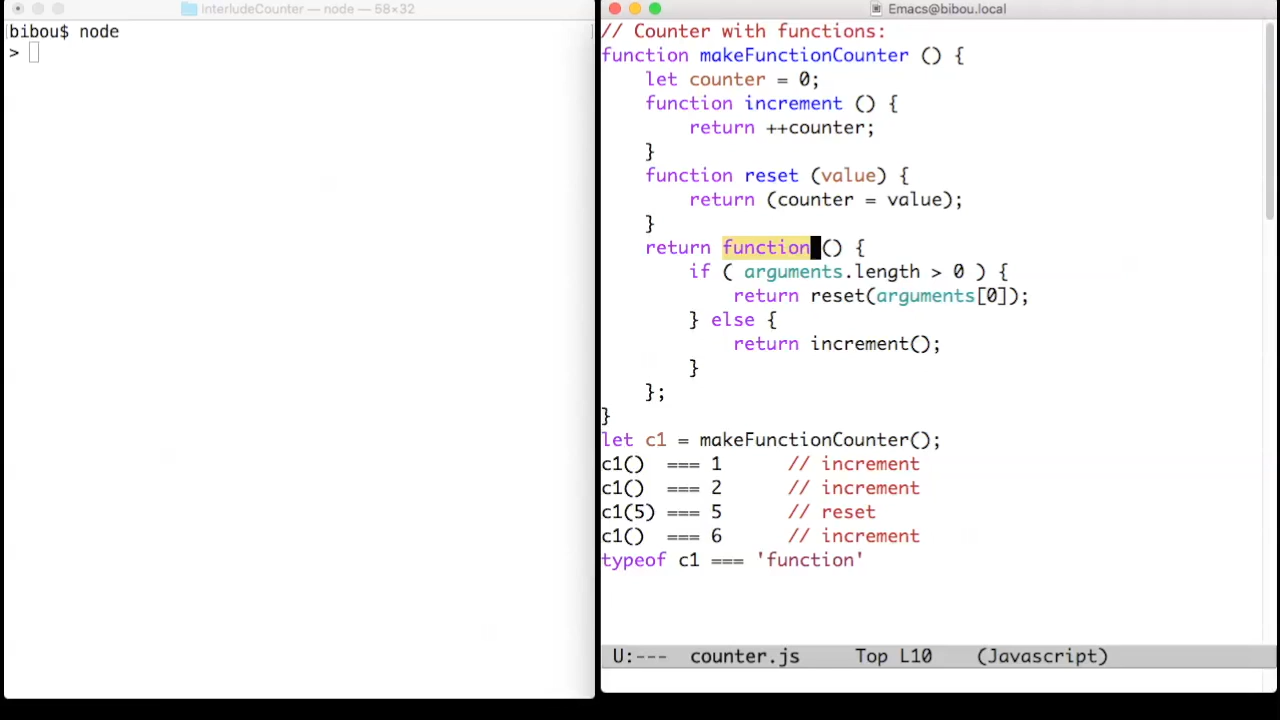 interludeCounter — node — 58×32
bibou$ node
>
Emacs@bibou.local
// Counter with functions:
function makeFunctionCounter () {
    let counter = 0;
    function increment () {
        return ++counter;
    }
    function reset (value) {
        return (counter = value);
    }
    return function () {
        if ( arguments.length > 0 ) {
            return reset(arguments[0]);
        } else {
            return increment();
        }
    };
}
let c1 = makeFunctionCounter();
c1()  === 1      // increment
c1()  === 2      // increment
c1(5) === 5      // reset
c1()  === 6      // increment
typeof c1 === 'function'
U:---  counter.js     Top L10    (Javascript)